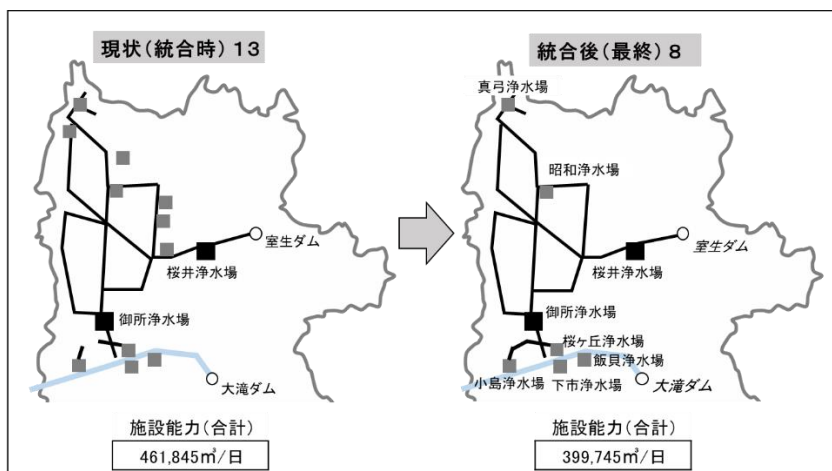 現状（統合時）13
室生ダム
桜井浄水場
御所浄水場
大滝ダム
施設能力（合計）
461,845㎥/日
統合後（最終）8
真弓浄水場
昭和浄水場
室生ダム
桜井浄水場
御所浄水場
桜ヶ丘浄水場
飯貝浄水場
小島浄水場
下市浄水場
大滝ダム
施設能力（合計）
399,745㎥/日